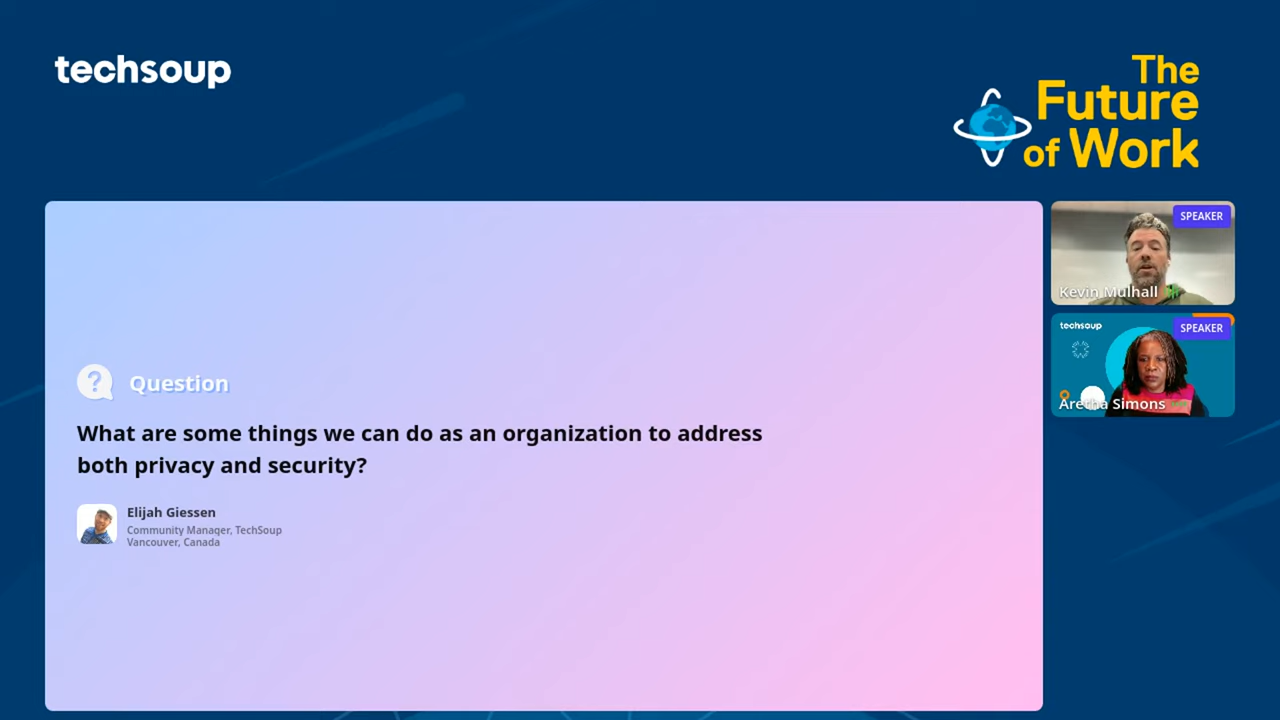 techsoup
The
Future
of Work
SPEAKER
Kevin Mulhall
techsoup
SPEAKER
Aretha Simons
Question
What are some things we can do as an organization to address
both privacy and security?
Elijah Giessen
Community Manager, TechSoup
Vancouver, Canada